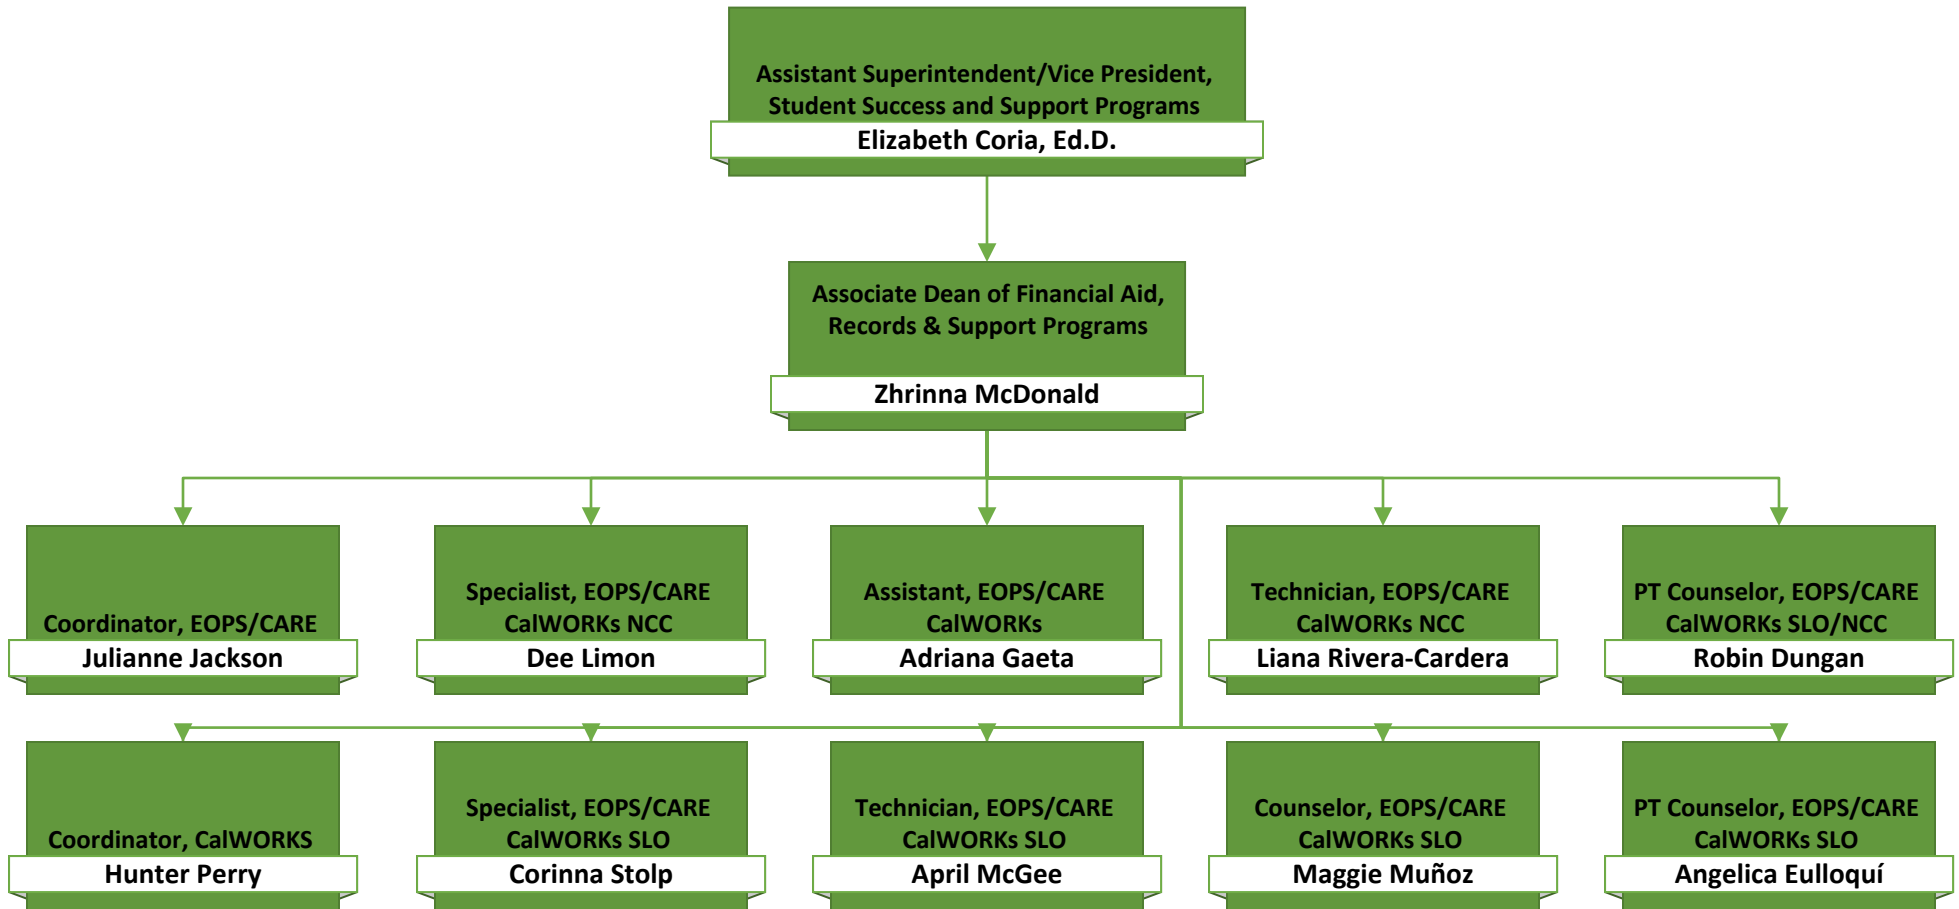 Assistant Superintendent/Vice President,
Student Success and Support Programs
Elizabeth Coria, Ed.D.
Associate Dean of Financial Aid,
Records & Support Programs
Zhrinna McDonald
Coordinator, EOPS/CARE
Julianne Jackson
Specialist, EOPS/CARE
CalWORKs NCC
Dee Limon
Assistant, EOPS/CARE
CalWORKs
Adriana Gaeta
Technician, EOPS/CARE
CalWORKs NCC
Liana Rivera-Cardera
PT Counselor, EOPS/CARE
CalWORKs SLO/NCC
Robin Dungan
Coordinator, CalWORKS
Hunter Perry
Specialist, EOPS/CARE
CalWORKs SLO
Corinna Stolp
Technician, EOPS/CARE
CalWORKs SLO
April McGee
Counselor, EOPS/CARE
CalWORKs SLO
Maggie Muñoz
PT Counselor, EOPS/CARE
CalWORKs SLO
Angelica Eulloquí